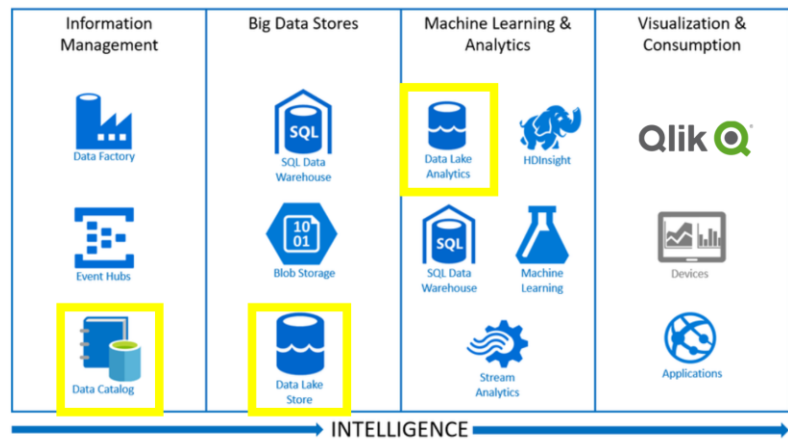 Information
Management
Big Data Stores
Machine Learning &
Analytics
Visualization &
Consumption
Data Factory
SQL
SQL Data
Warehouse
Data Lake
Analytics
HDInsight
Qlik
Event Hubs
10
01
Blob Storage
SQL
SQL Data
Warehouse
Machine
Learning
Devices
Data Catalog
Data Lake
Store
Stream
Analytics
Applications
INTELLIGENCE